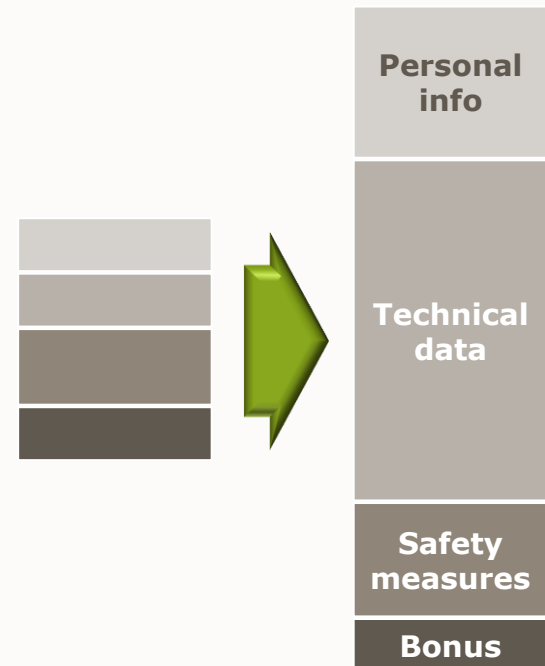 Personal
info
Technical
data
Safety
measures
Bonus